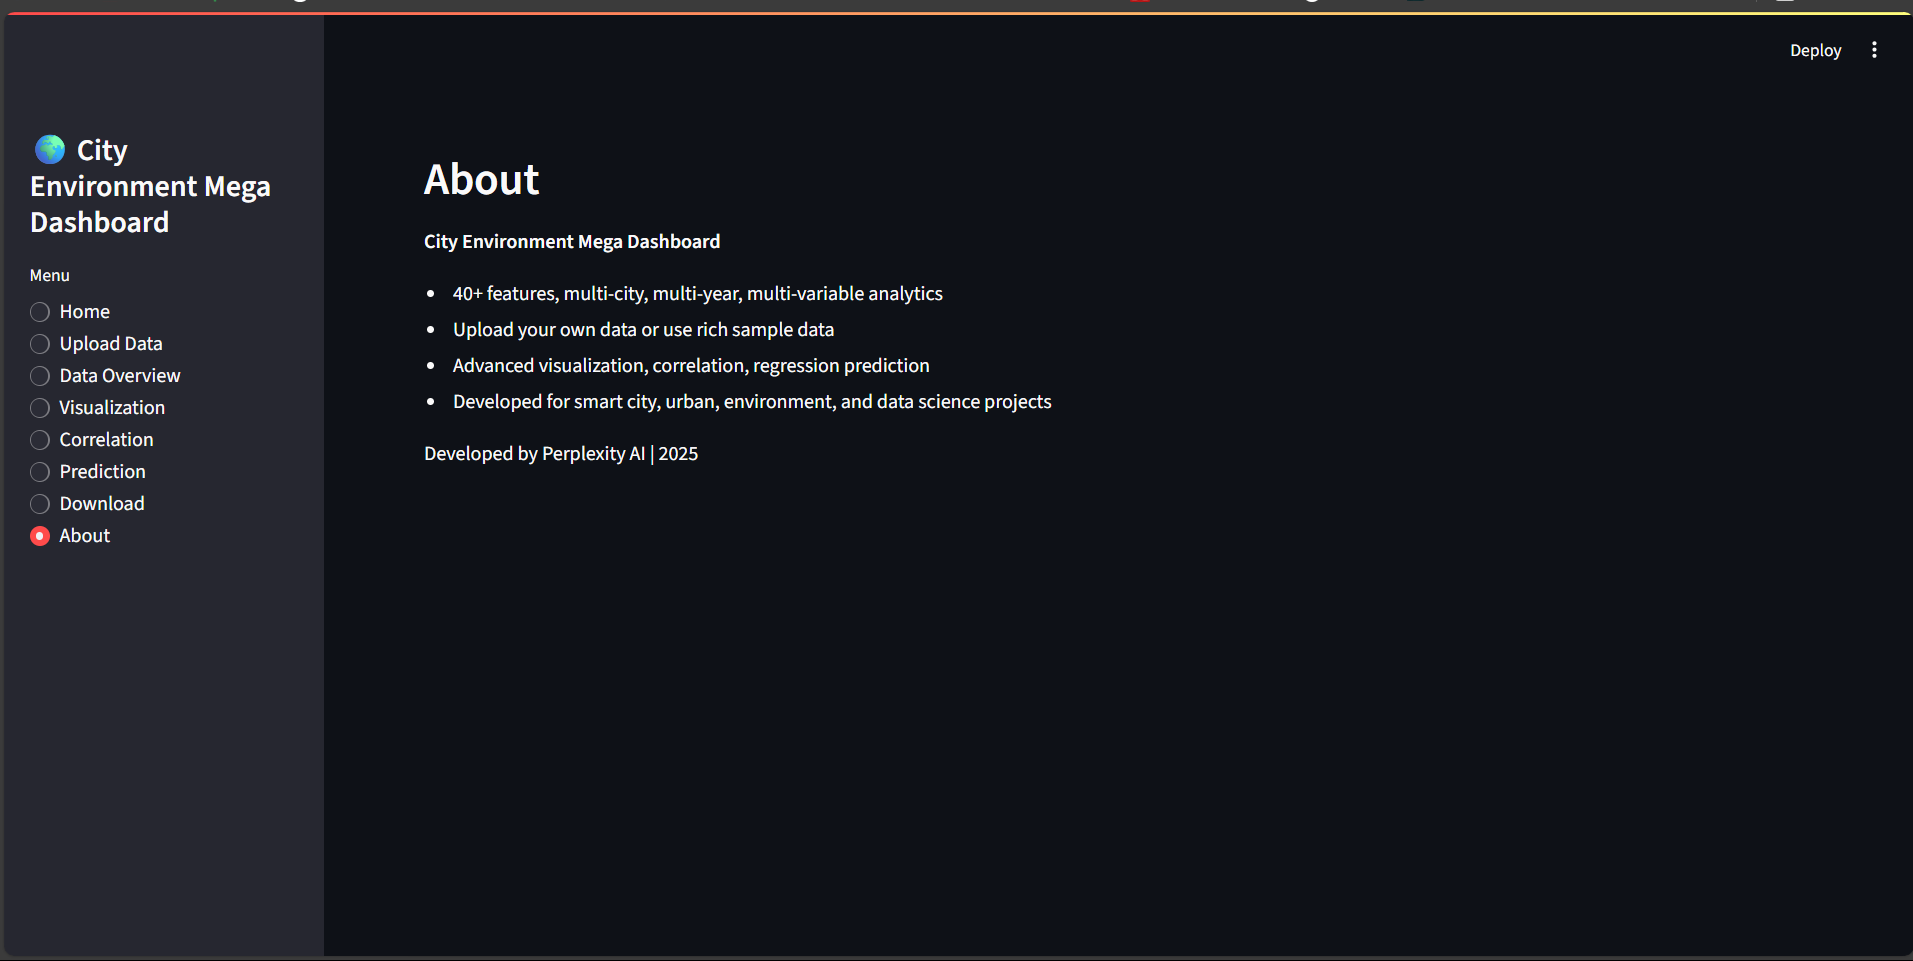 Deploy
City
Environment Mega
Dashboard
Menu
Home
Upload Data
Data Overview
Visualization
Correlation
Prediction
Download
About
About
City Environment Mega Dashboard
40+ features, multi-city, multi-year, multi-variable analytics
Upload your own data or use rich sample data
Advanced visualization, correlation, regression prediction
Developed for smart city, urban, environment, and data science projects
Developed by Perplexity AI | 2025